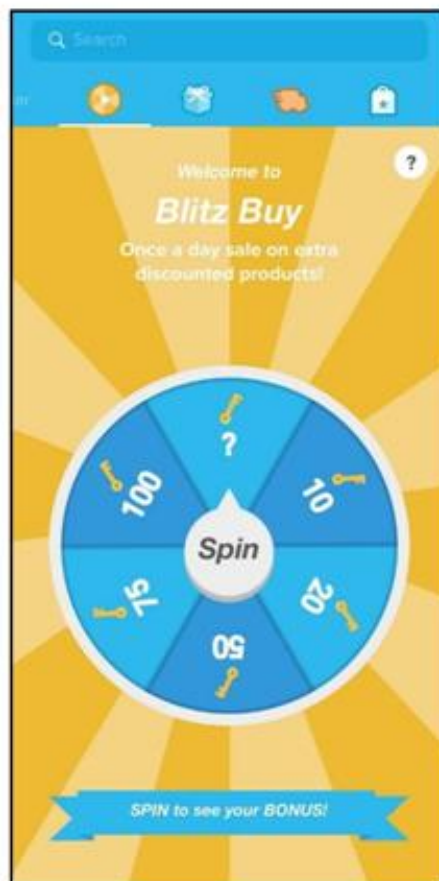 Search
?
Welcome to
Blitz Buy
Once a day sale on extra
discounted products!
?
100
10
Spin
75
20
50
SPIN to see your BONUS!